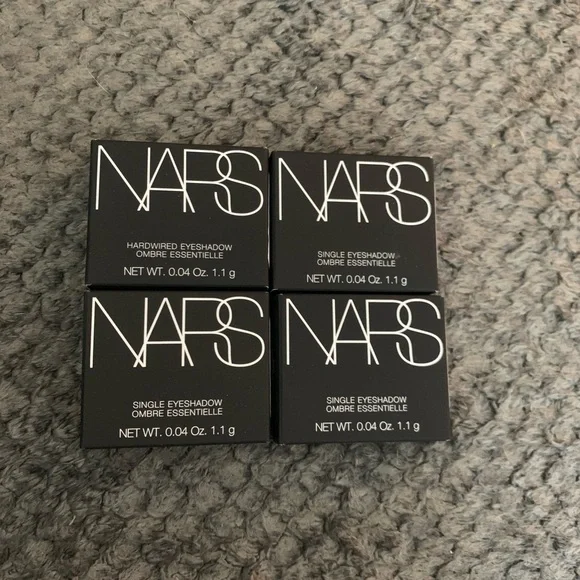 NARS
HARDWIRED EYESHADOW
OMBRE ESSENTIELLE
NET WT. 0.04 Oz. 1.1 g
NARS
SINGLE EYESHADOW
OMBRE ESSENTIELLE
NET WT. 0.04 Oz. 1.1 g
NARS
SINGLE EYESHADOW
OMBRE ESSENTIELLE
NET WT. 0.04 Oz. 1.1 g
NARS
SINGLE EYESHADOW
OMBRE ESSENTIELLE
NET WT. 0.04 Oz. 1.1 g